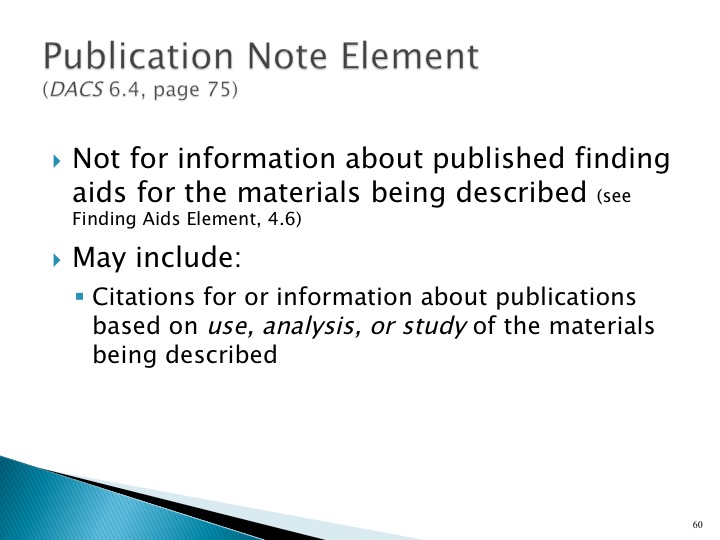 Publication Note Element
(DACS 6.4, page 75)
Not for information about published finding
aids for the materials being described (see
Finding Aids Element, 4.6)
May include:
Citations for or information about publications
based on use, analysis, or study of the materials
being described
60